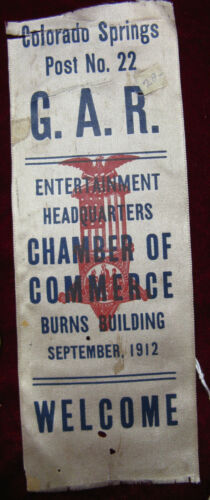 Colorado Springs
Post No. 22
G. A. R.
ENTERTAINMENT
HEADQUARTERS
CHAMBER OF
COMMERCE
BURNS BUILDING
SEPTEMBER, 1912
WELCOME